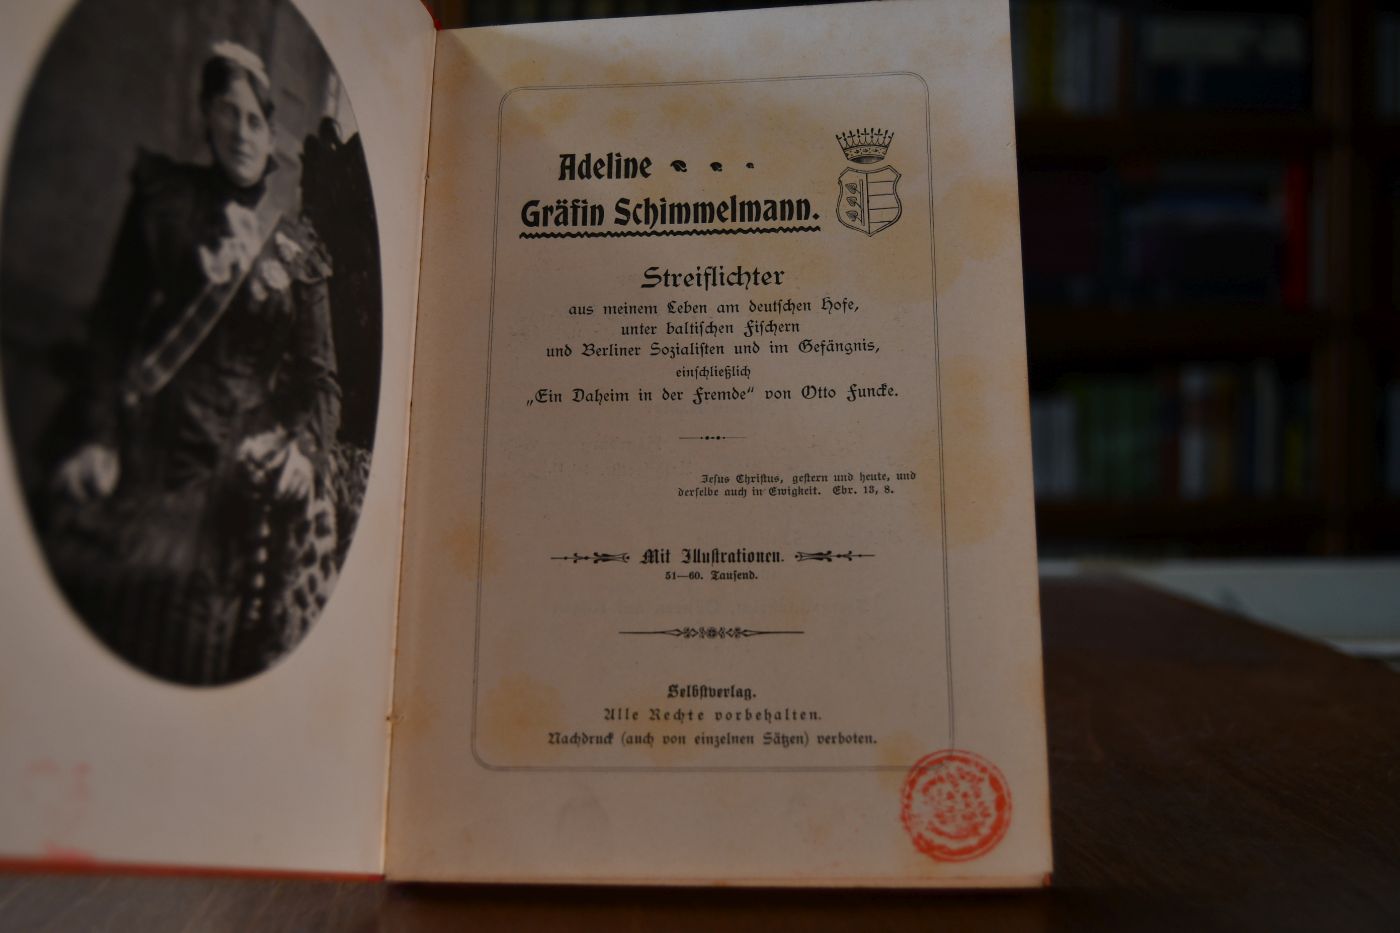 Adeline
Gräfin Schimmelmann.
Streiflichter
aus meinem Leben am deutſchen Hofe,
unter baltiſchen Fiſchern
und Berliner Sozialiſten und im Gefängnis,
einſchließlich
„Ein Daheim in der Fremde“ von Otto Funcke.
Jeſus Chriſtus, geſtern und heute, und
derſelbe auch in Ewigkeit. Ebr. 13, 8.
Mit Illuſtrationen.
51—60. Tauſend.
Selbſtverlag.
Alle Rechte vorbehalten.
Nachdruck (auch von einzelnen Sätzen) verboten.